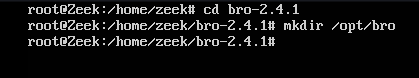 root@Zeek:/home/zeek# cd bro-2.4.1
root@Zeek:/home/zeek/bro-2.4.1# mkdir /opt/bro
root@Zeek:/home/zeek/bro-2.4.1#